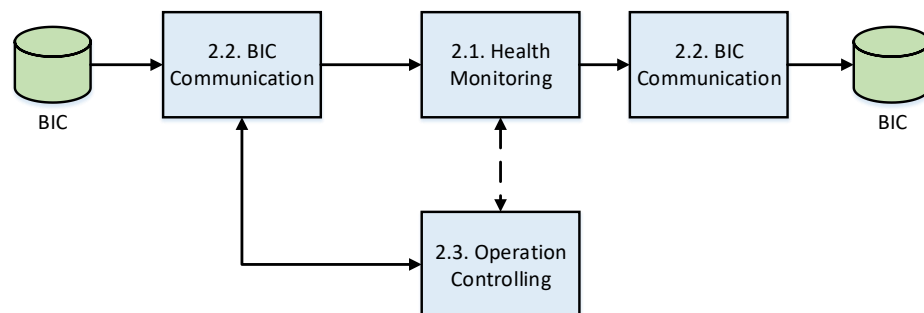 2.2. BIC
Communication
2.1. Health
Monitoring
2.2. BIC
Communication
BIC
BIC
2.3. Operation
Controlling